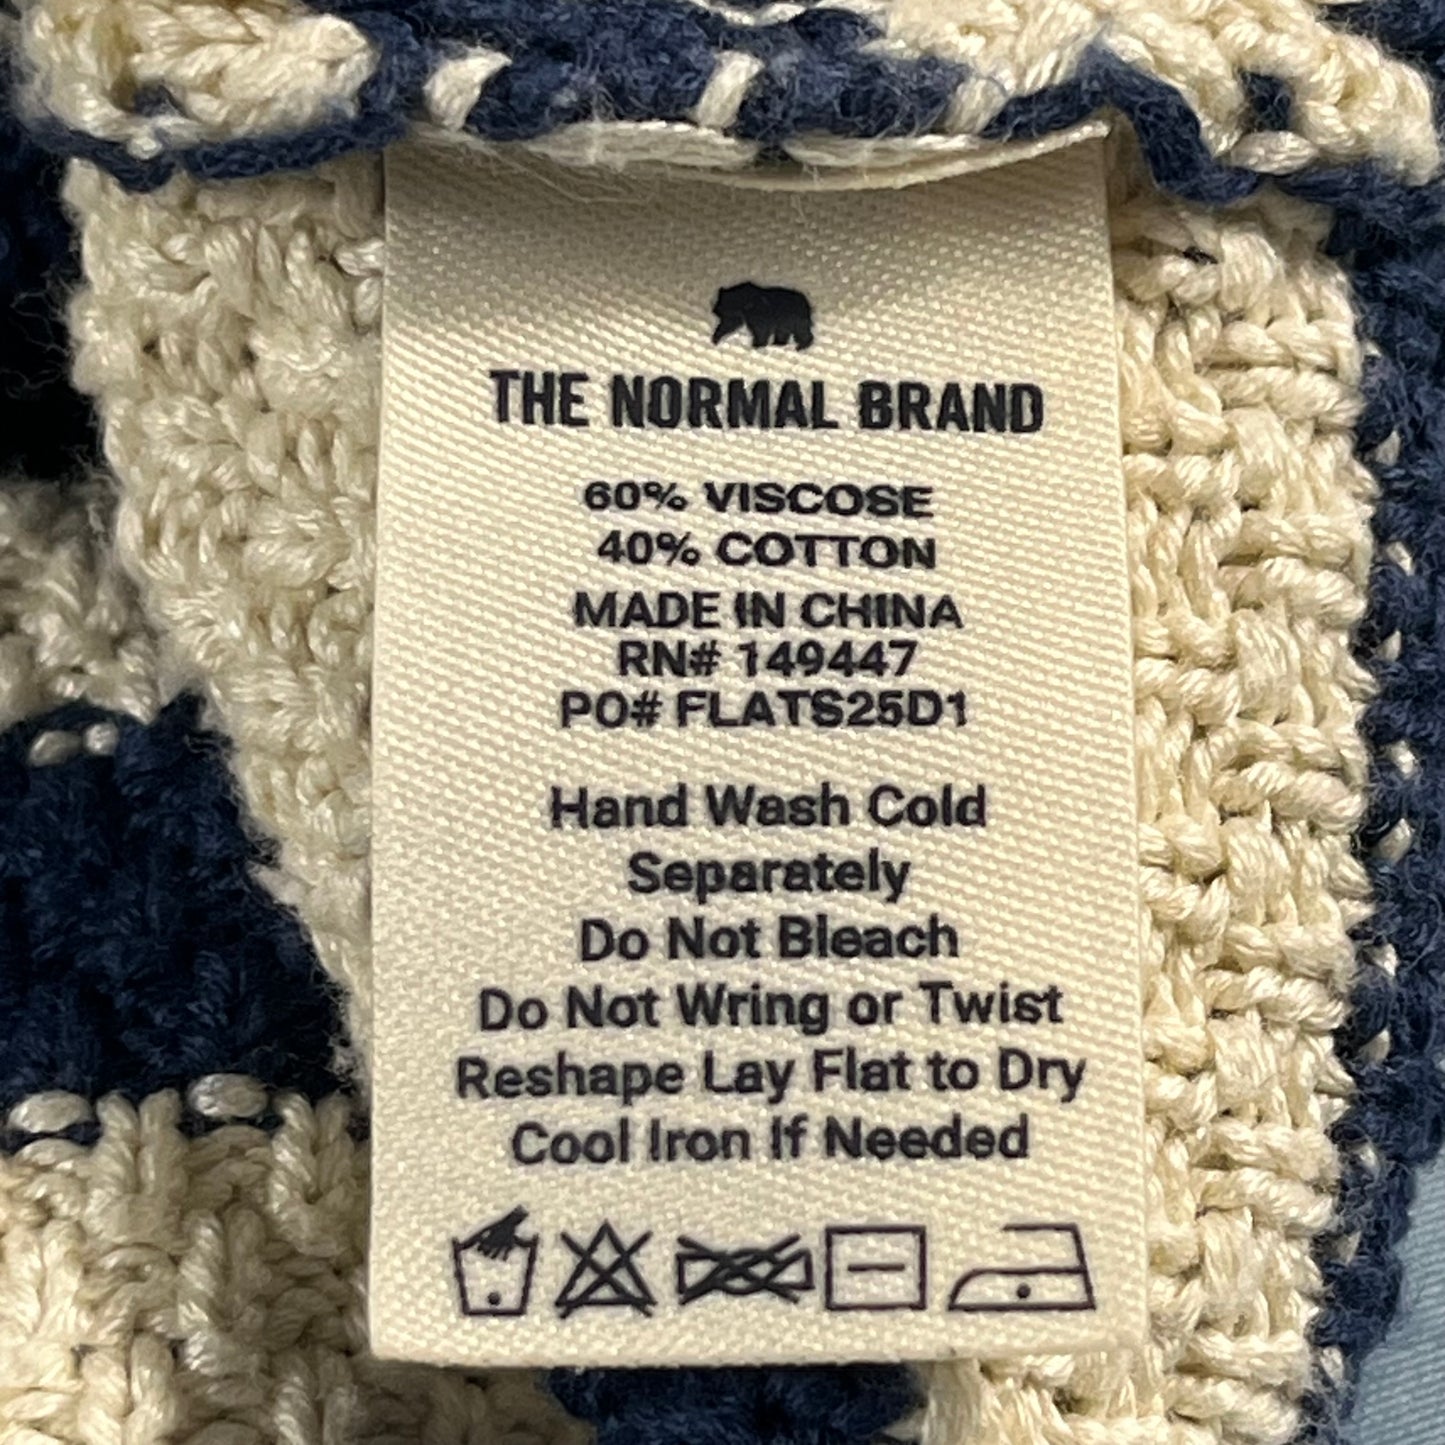 THE NORMAL BRAND
60% VISCOSE
40% COTTON
MADE IN CHINA
RN# 149447
PO# FLATS25D1
Hand Wash Cold
Separately
Do Not Bleach
Do Not Wring or Twist
Reshape Lay Flat to Dry
Cool Iron If Needed